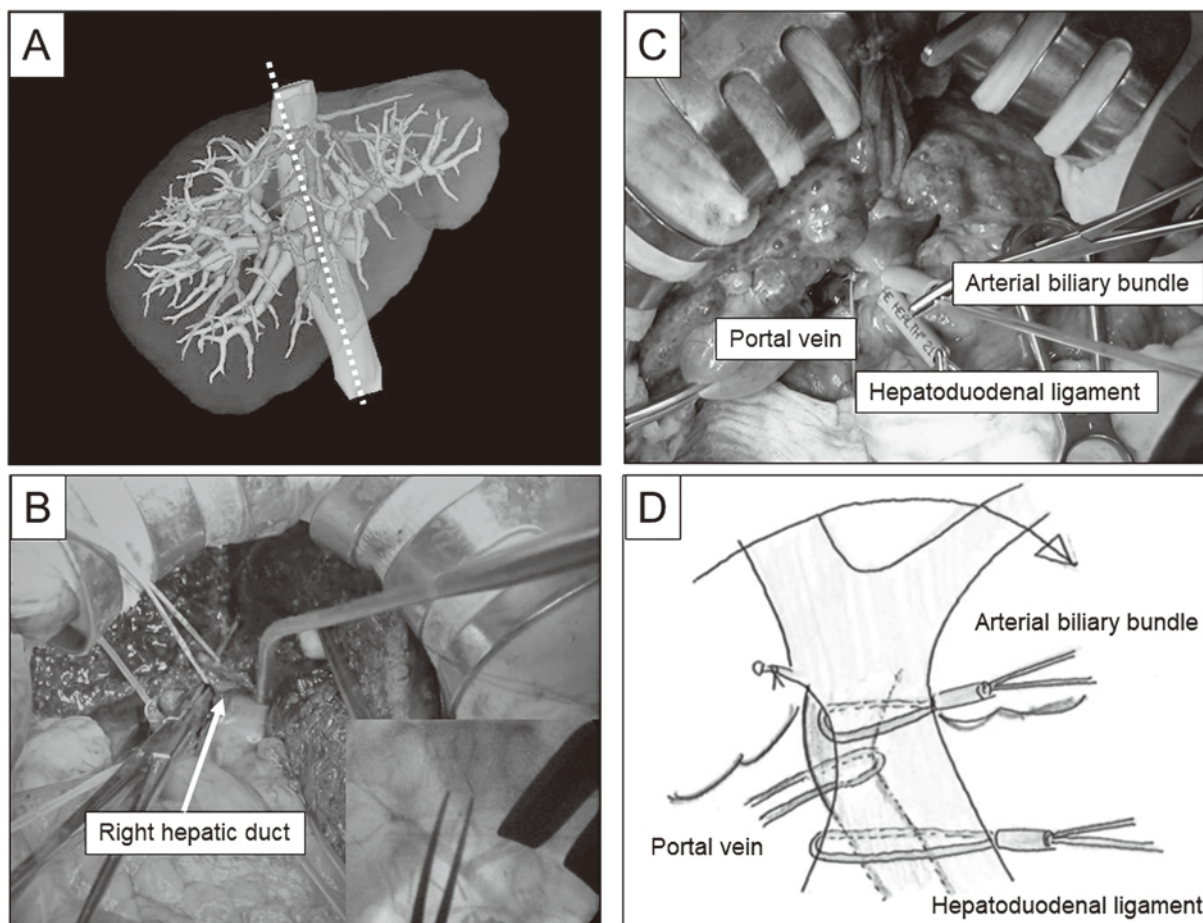 A
C
Arterial biliary bundle
Portal vein
Hepatoduodenal ligament
B
Right hepatic duct
D
Arterial biliary bundle
Portal vein
Hepatoduodenal ligament